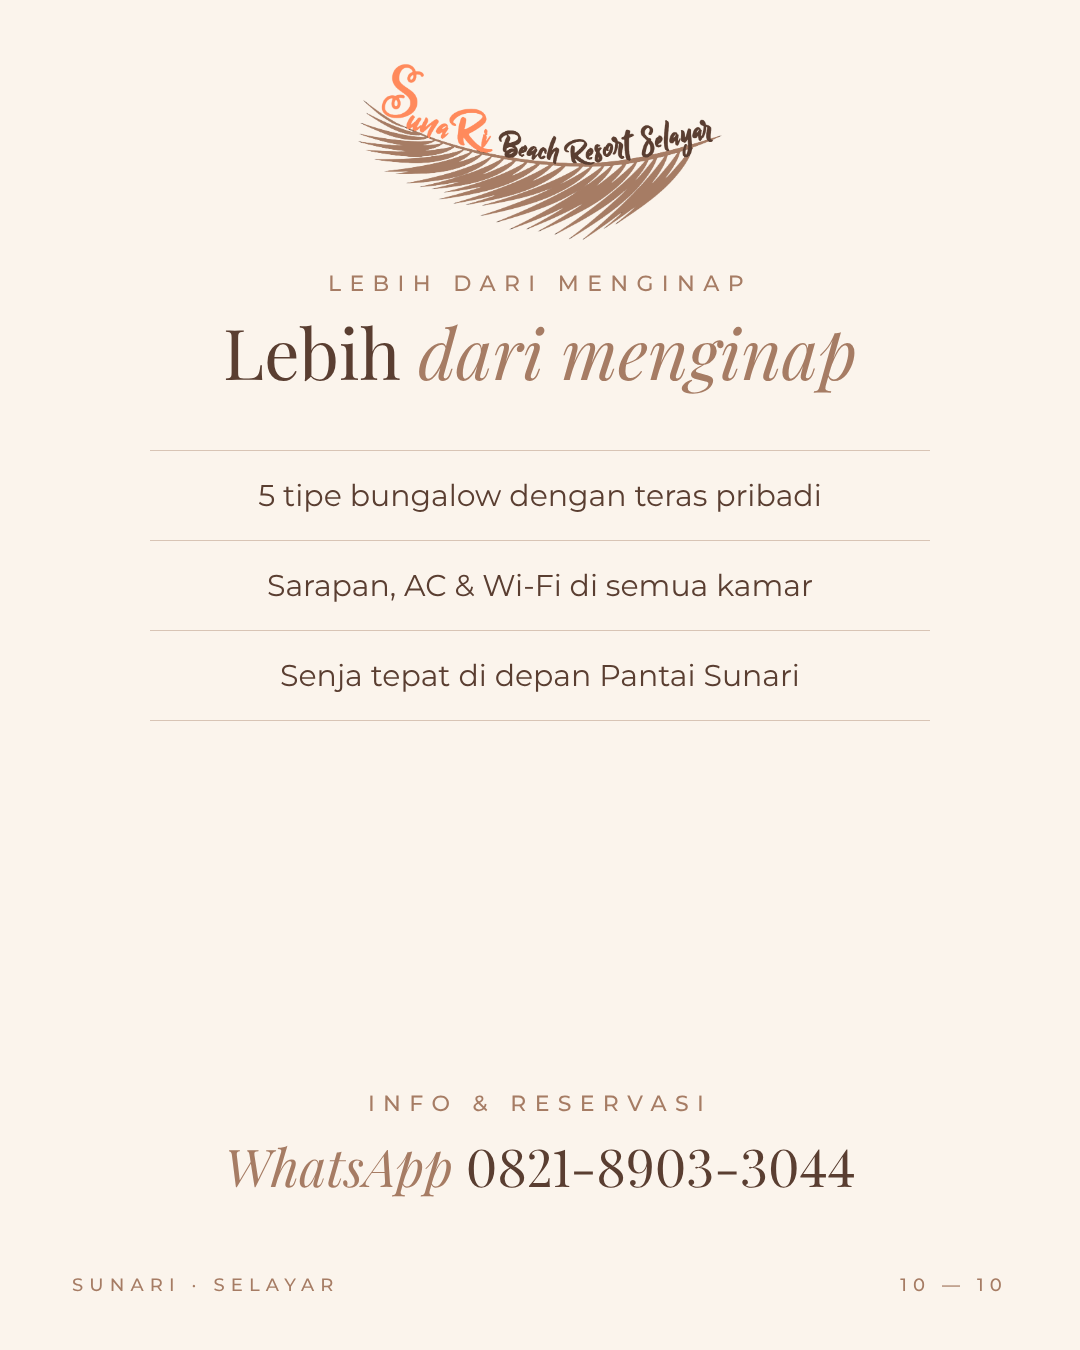 SunaRi Beach Resort Selayar
LEBIH DARI MENGINAP
Lebih dari menginap
5 tipe bungalow dengan teras pribadi
Sarapan, AC & Wi-Fi di semua kamar
Senja tepat di depan Pantai Sunari
INFO & RESERVASI
WhatsApp 0821-8903-3044
SUNARI · SELAYAR
10 — 10